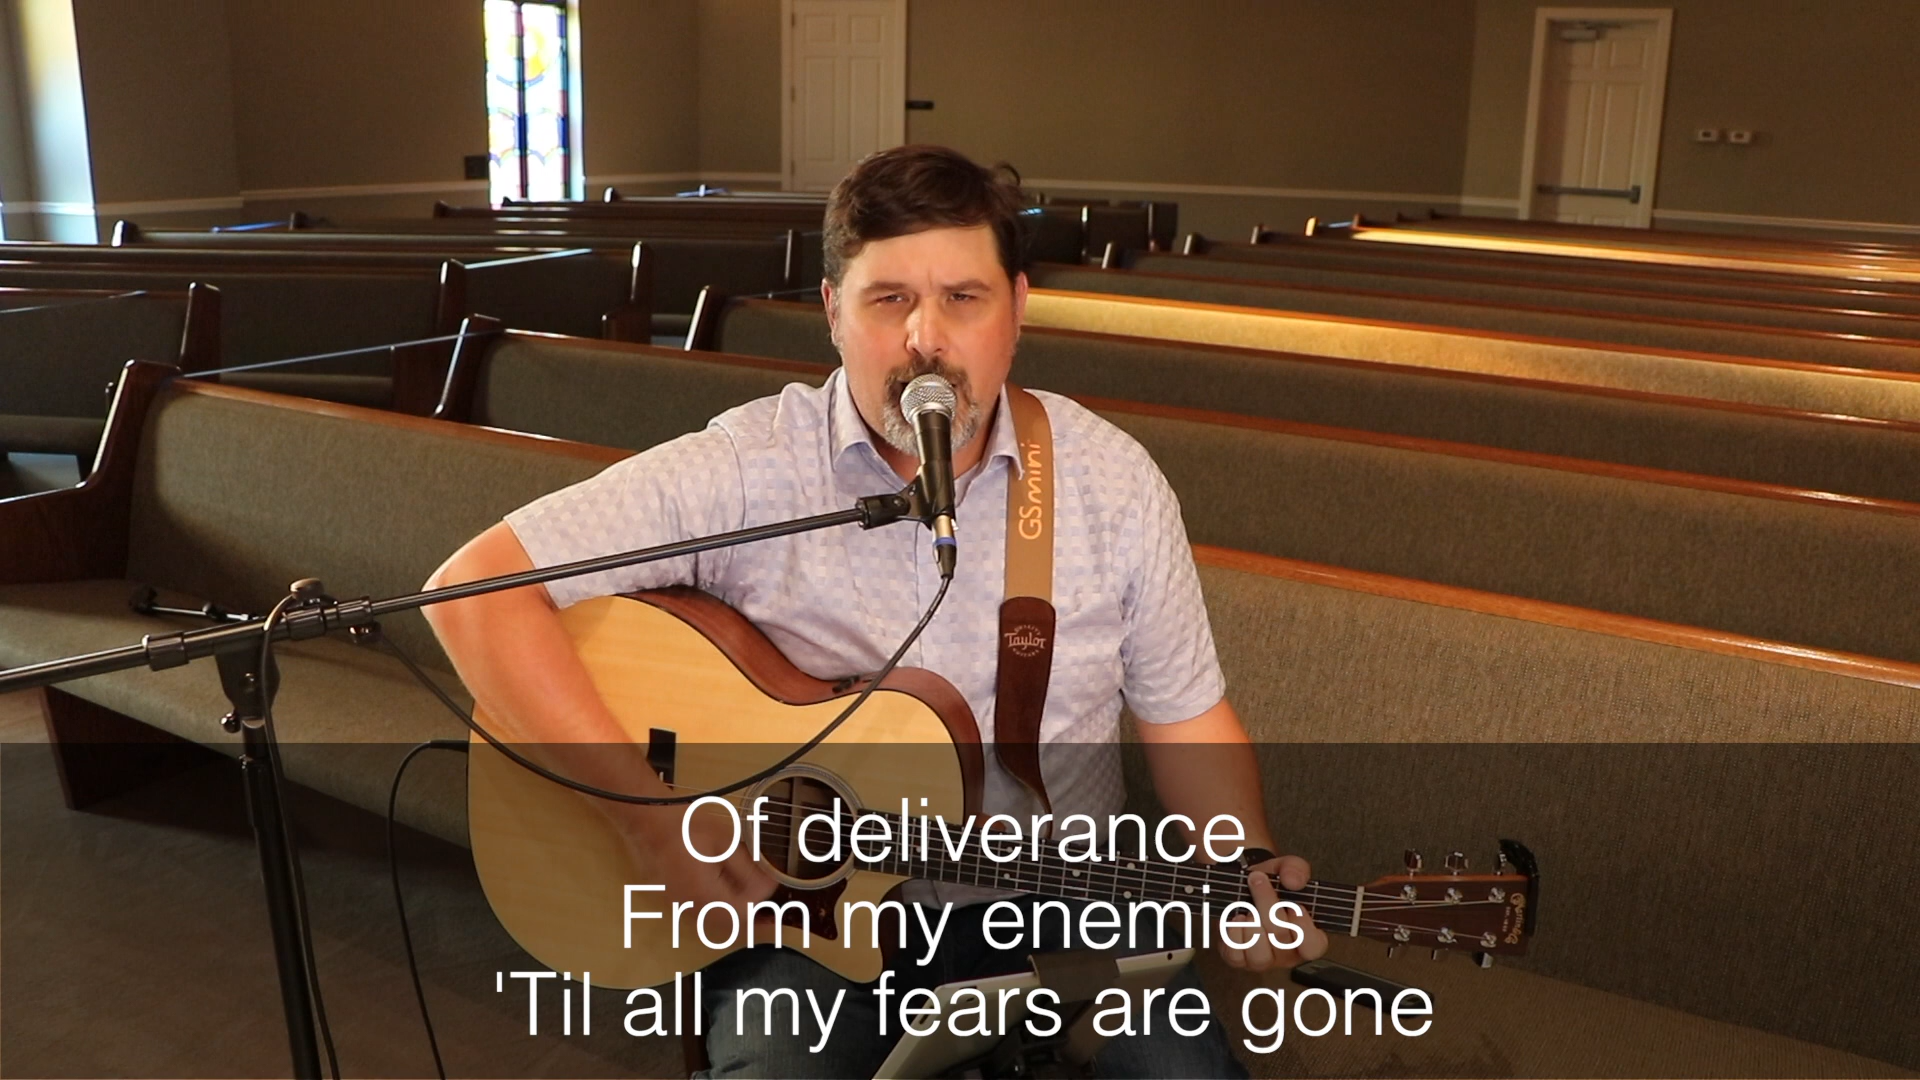 GSmini
Taylor
Of deliverance
From my enemies
'Til all my fears are gone